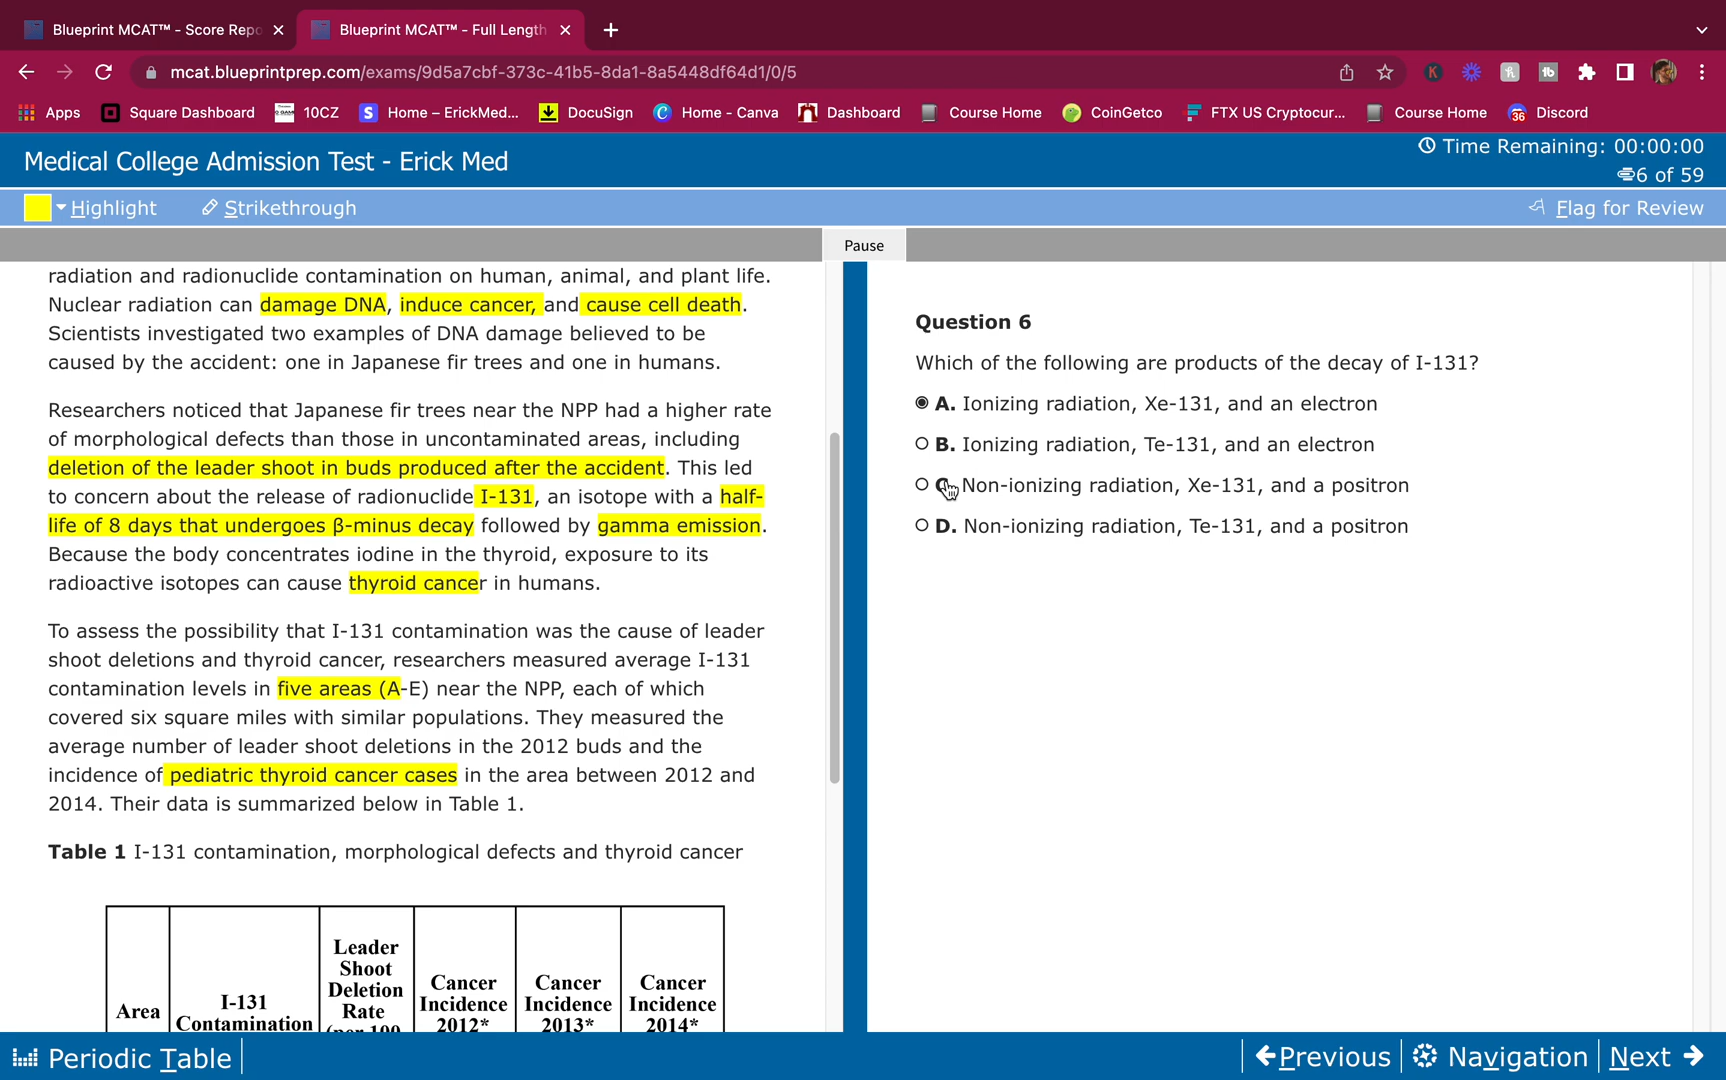 Blueprint MCAT™ - Score Repo
Blueprint MCAT™ - Full Length
mcat.blueprintprep.com/exams/9d5a7cbf-373c-41b5-8da1-8a5448df64d1/0/5
Apps Square Dashboard 10CZ Home – ErickMed... DocuSign Home - Canva Dashboard Course Home CoinGetco FTX US Cryptocur... Course Home Discord
Medical College Admission Test - Erick Med
Time Remaining: 00:00:00
6 of 59
Highlight Strikethrough Flag for Review
Pause
radiation and radionuclide contamination on human, animal, and plant life.
Nuclear radiation can damage DNA, induce cancer, and cause cell death.
Scientists investigated two examples of DNA damage believed to be
caused by the accident: one in Japanese fir trees and one in humans.
Researchers noticed that Japanese fir trees near the NPP had a higher rate
of morphological defects than those in uncontaminated areas, including
deletion of the leader shoot in buds produced after the accident. This led
to concern about the release of radionuclide I-131, an isotope with a half-
life of 8 days that undergoes β-minus decay followed by gamma emission.
Because the body concentrates iodine in the thyroid, exposure to its
radioactive isotopes can cause thyroid cancer in humans.
To assess the possibility that I-131 contamination was the cause of leader
shoot deletions and thyroid cancer, researchers measured average I-131
contamination levels in five areas (A-E) near the NPP, each of which
covered six square miles with similar populations. They measured the
average number of leader shoot deletions in the 2012 buds and the
incidence of pediatric thyroid cancer cases in the area between 2012 and
2014. Their data is summarized below in Table 1.
Table 1 I-131 contamination, morphological defects and thyroid cancer
Area
I-131
Contamination
Leader
Shoot
Deletion
Rate
(per 100
Cancer
Incidence
2012*
Cancer
Incidence
2013*
Cancer
Incidence
2014*
Question 6
Which of the following are products of the decay of I-131?
A. Ionizing radiation, Xe-131, and an electron
B. Ionizing radiation, Te-131, and an electron
Non-ionizing radiation, Xe-131, and a positron
D. Non-ionizing radiation, Te-131, and a positron
Periodic Table
Previous Navigation Next